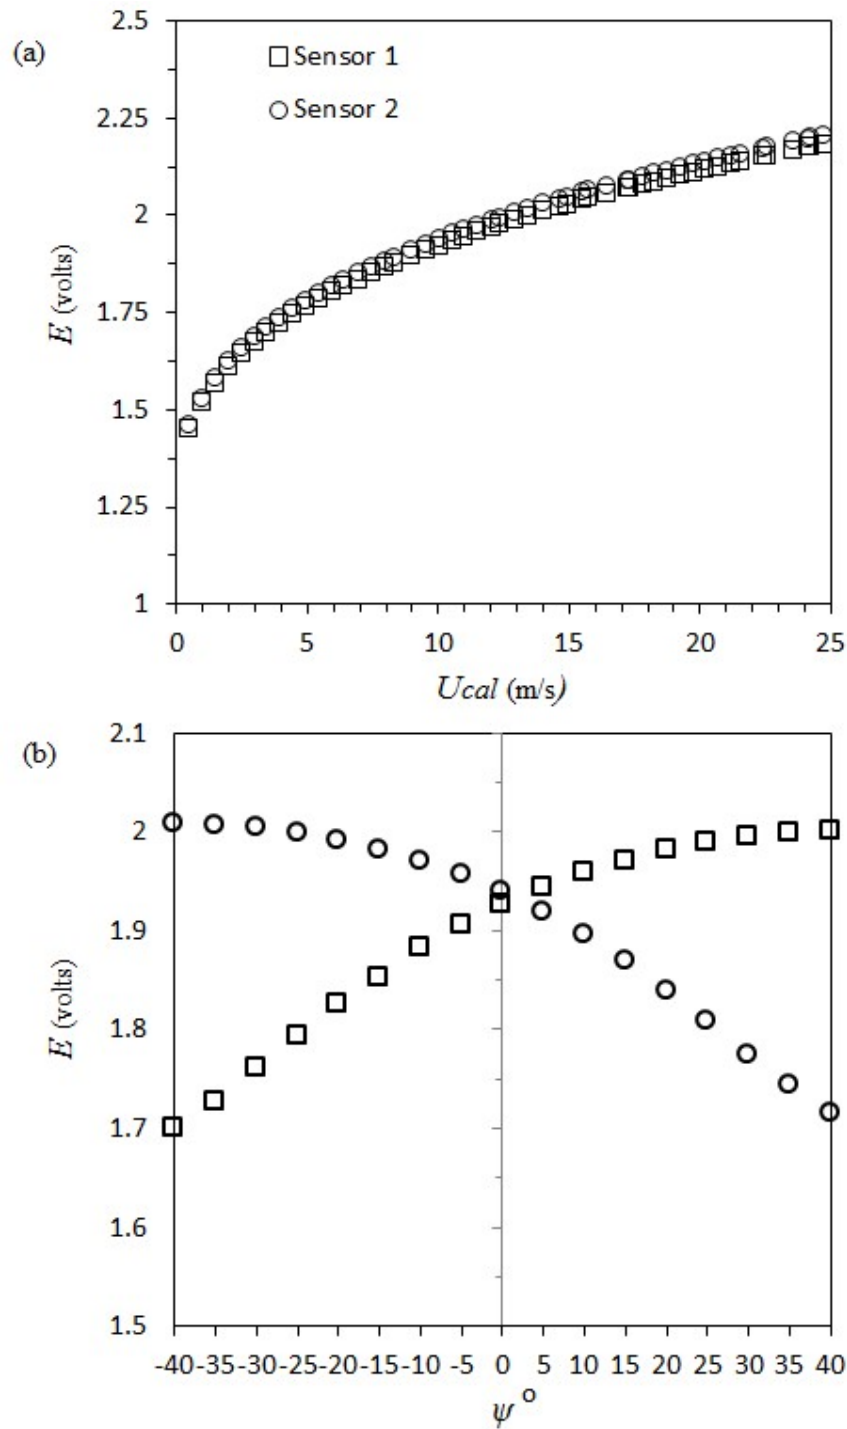 (a)
2.5
2.25
2
1.75
1.5
1.25
1
E (volts)
Sensor 1
Sensor 2
0 5 10 15 20 25
Ucal (m/s)
(b)
2.1
2
1.9
1.8
1.7
1.6
1.5
E (volts)
-40 -35 -30 -25 -20 -15 -10 -5 0 5 10 15 20 25 30 35 40
ψ°